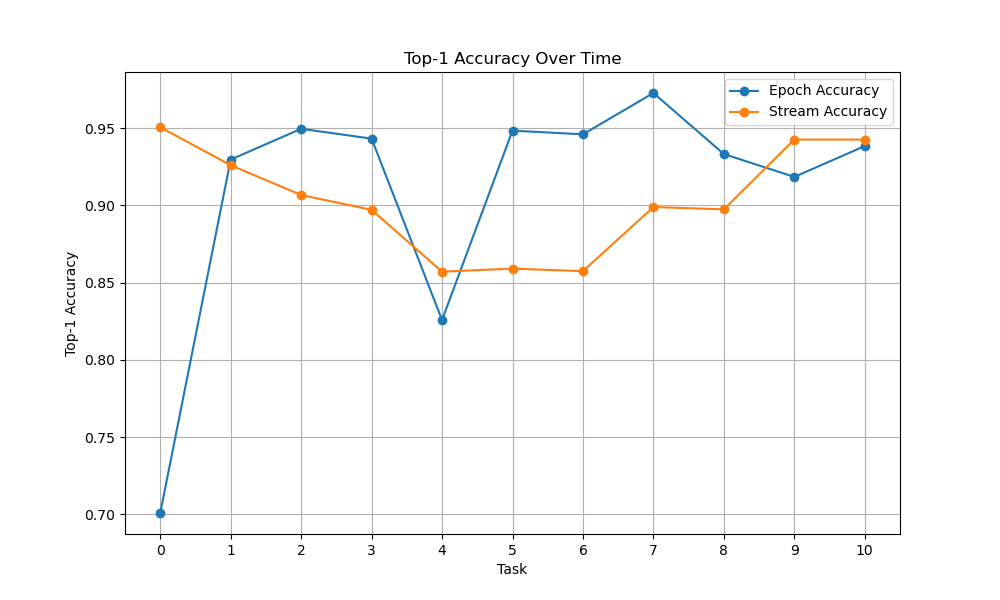 Top-1 Accuracy Over Time
Epoch Accuracy
Stream Accuracy
Top-1 Accuracy
0.95
0.90
0.85
0.80
0.75
0.70
0 1 2 3 4 5 6 7 8 9 10
Task